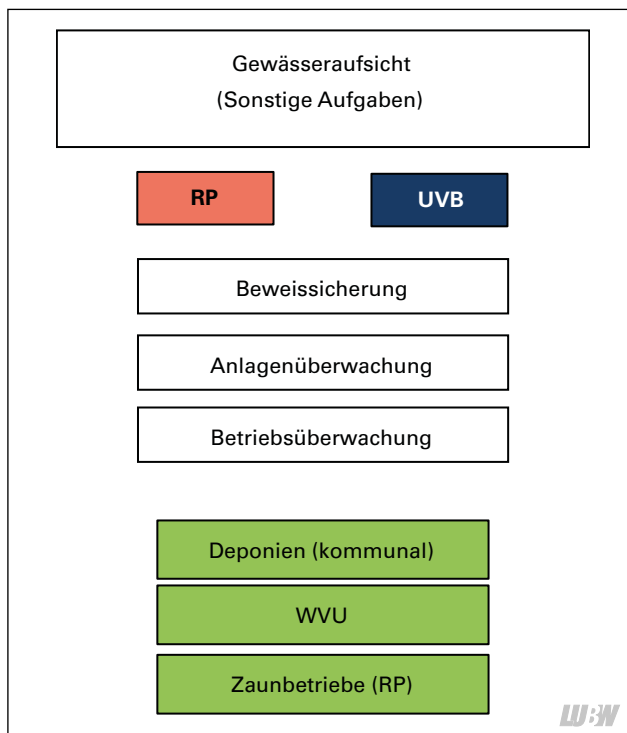 Gewässeraufsicht
(Sonstige Aufgaben)
RP UVB
Beweissicherung
Anlagenüberwachung
Betriebsüberwachung
Deponien (kommunal)
WVU
Zaunbetriebe (RP)
LUBW